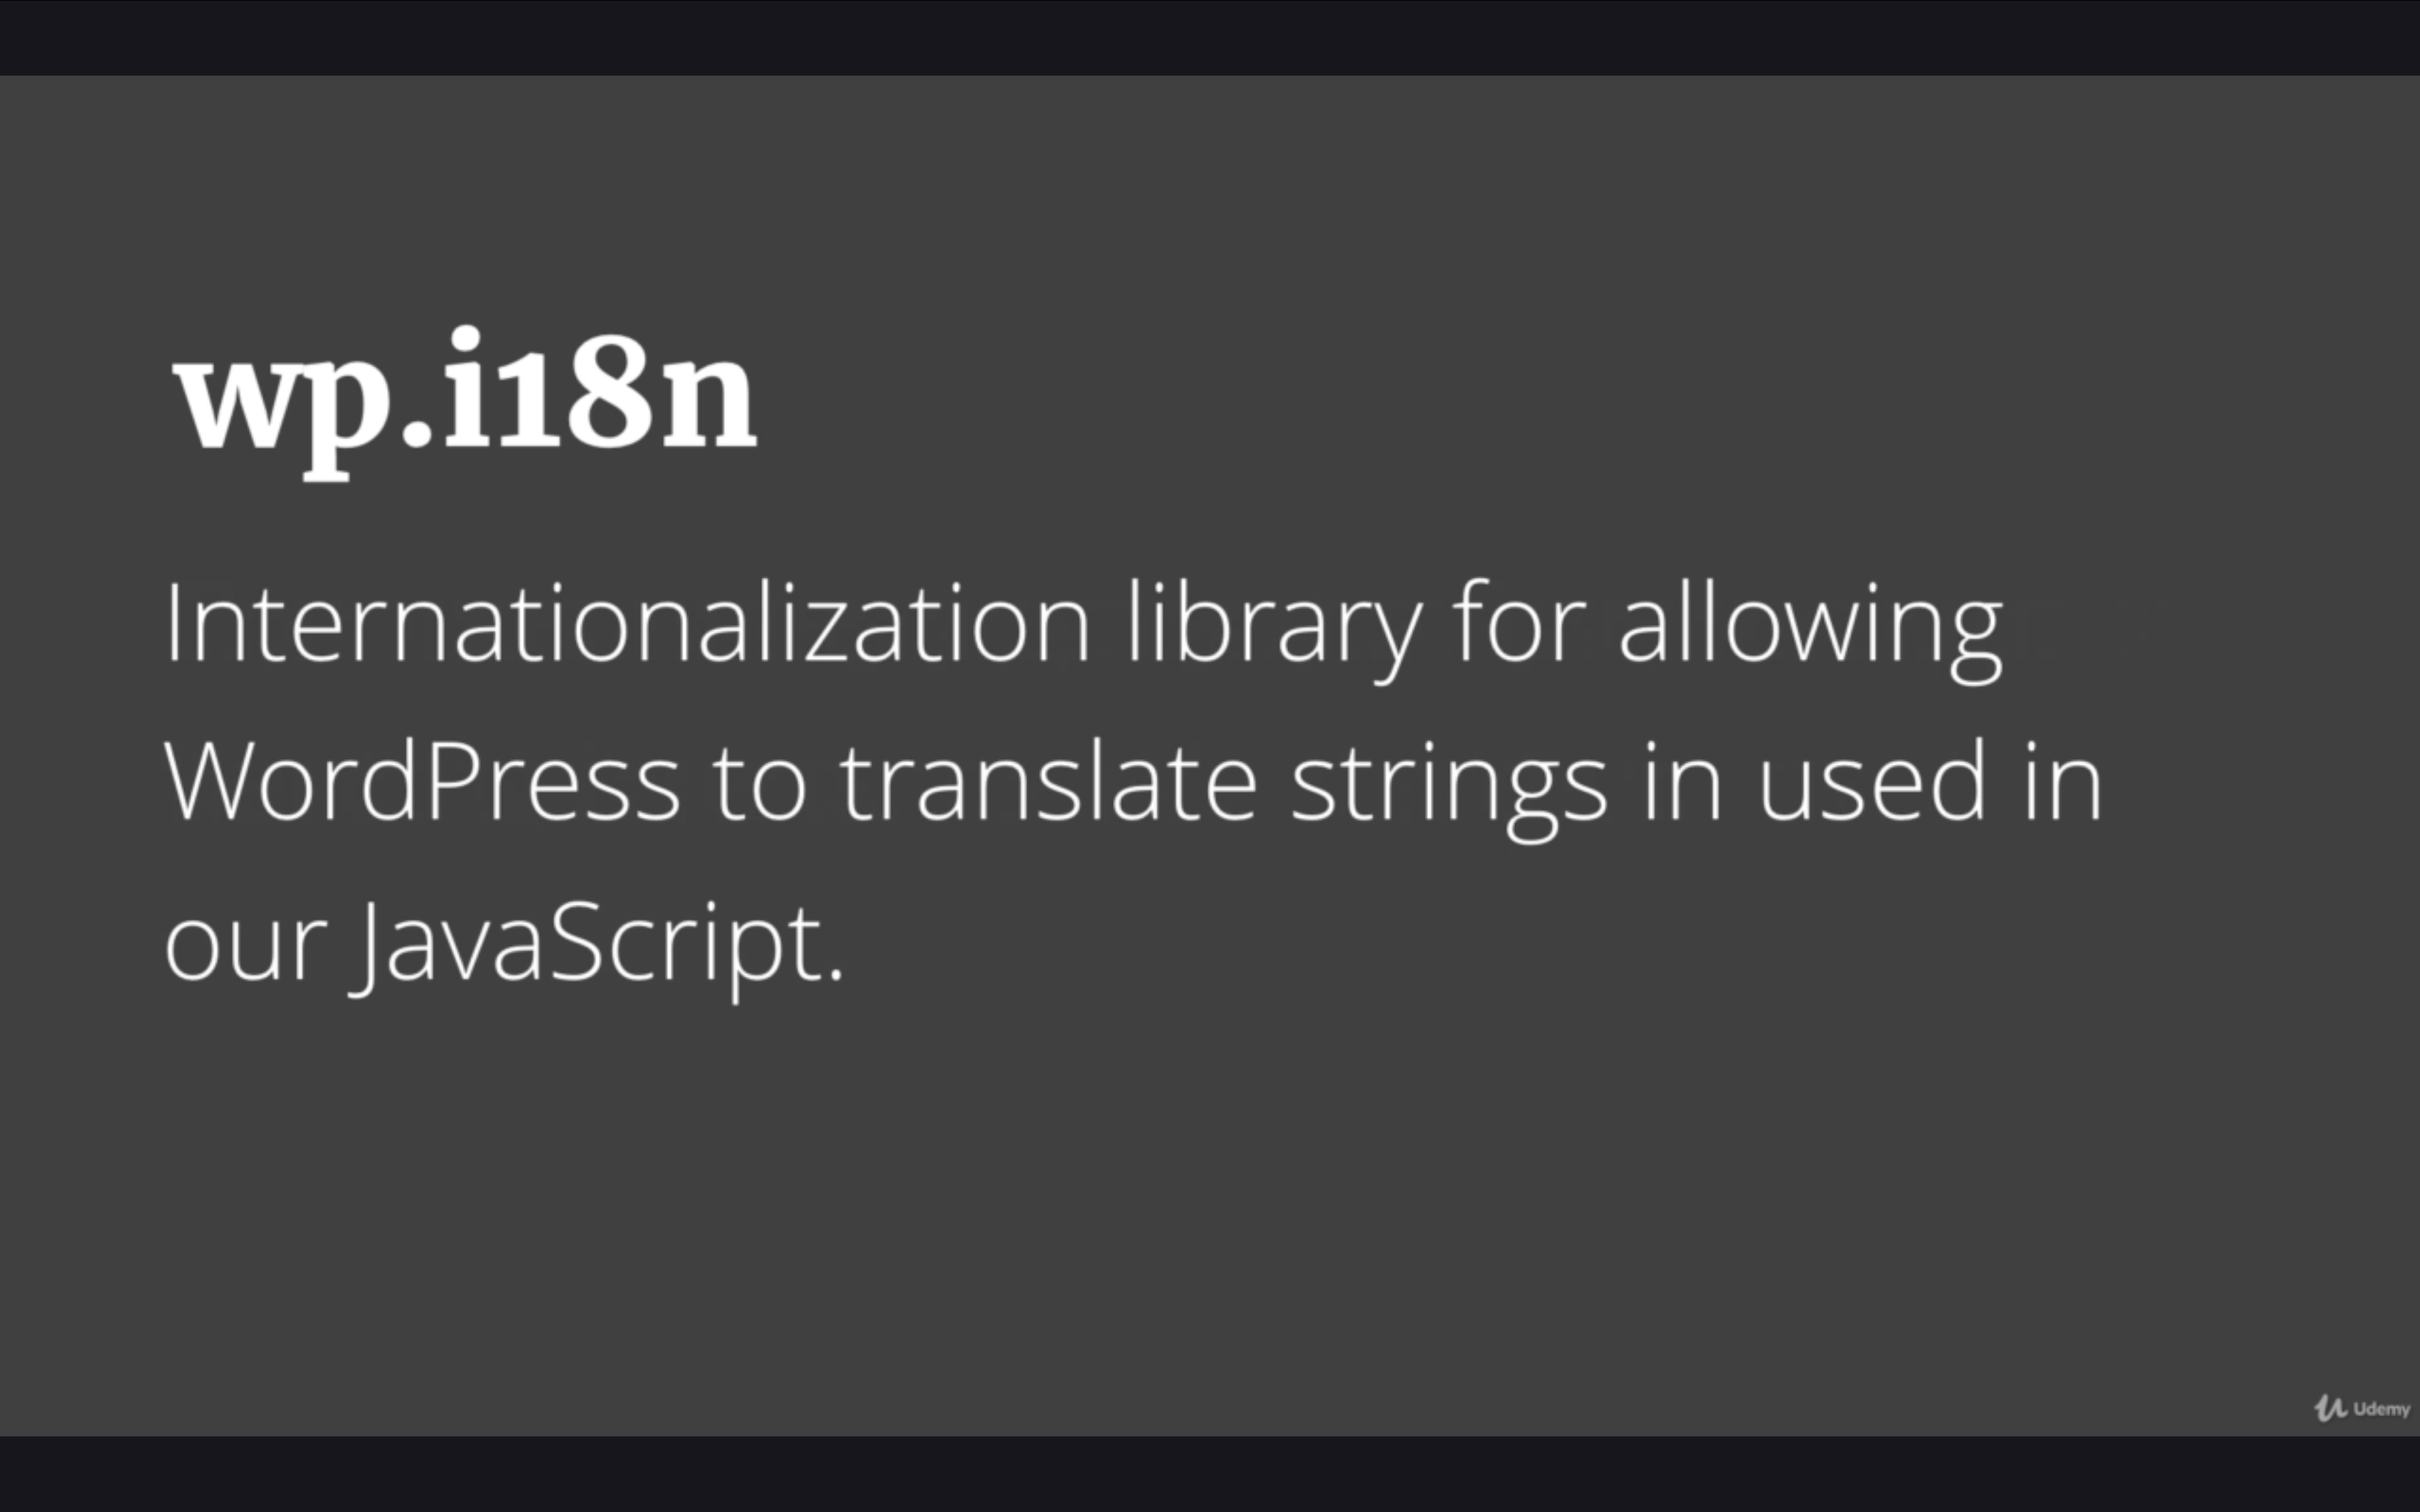 wp.i18n
Internationalization library for allowing
WordPress to translate strings in used in
our JavaScript.
Udemy